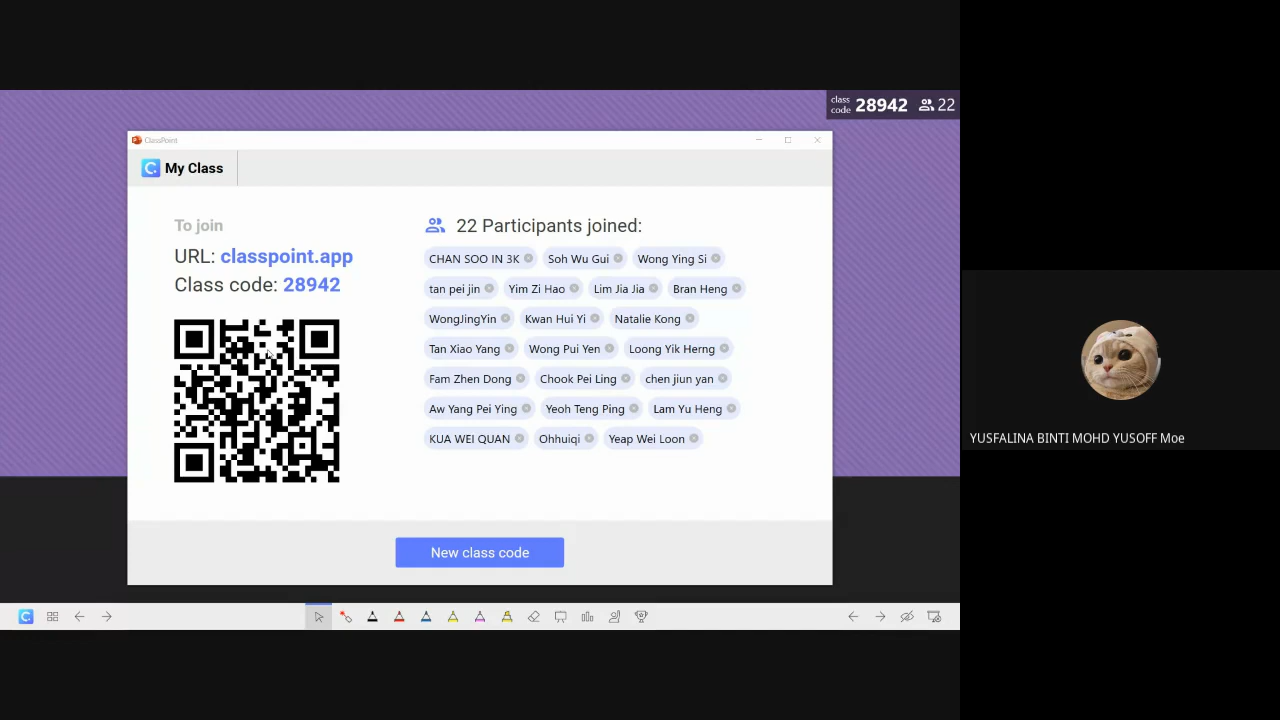 class code 28942 22
ClassPoint
My Class
To join
URL: classpoint.app
Class code: 28942
22 Participants joined:
CHAN SOO IN 3K Soh Wu Gui Wong Ying Si
tan pei jin Yim Zi Hao Lim Jia Jia Bran Heng
WongJingYin Kwan Hui Yi Natalie Kong
Tan Xiao Yang Wong Pui Yen Loong Yik Herng
Fam Zhen Dong Chook Pei Ling chen jiun yan
Aw Yang Pei Ying Yeoh Teng Ping Lam Yu Heng
KUA WEI QUAN Ohhuiqi Yeap Wei Loon
New class code
YUSFALINA BINTI MOHD YUSOFF Moe